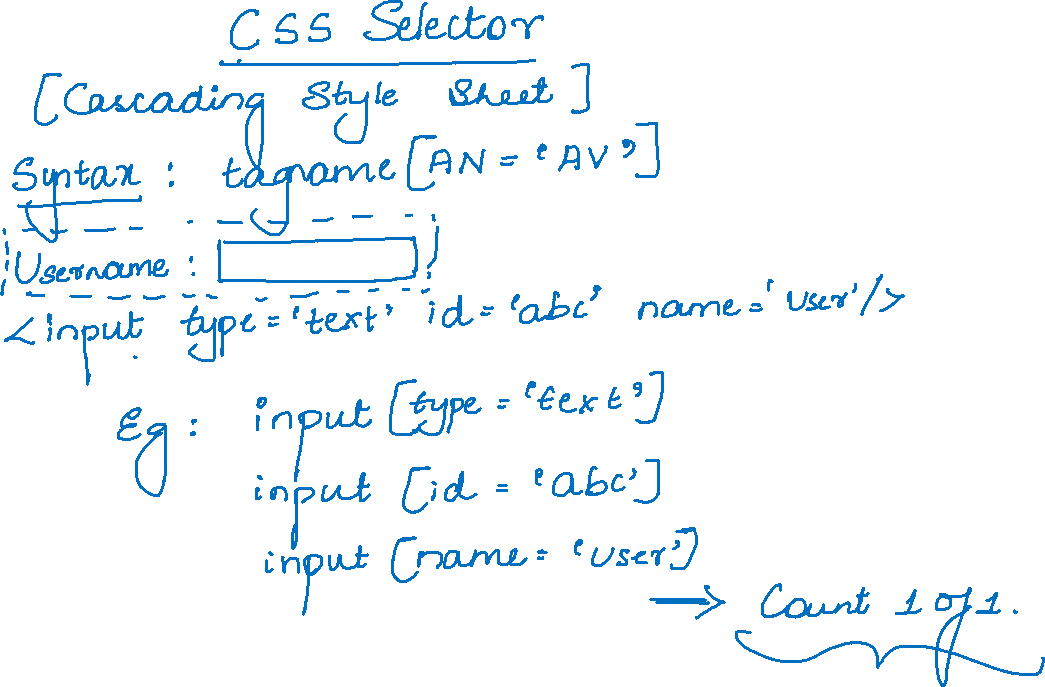 CSS Selector
[Cascading Style Sheet]
Syntax : tagname[AN = 'AV']
Username :
<input type = 'text' id = 'abc' name = 'user'/>
Eg : input [type = 'text']
input [id = 'abc']
input [name = 'user']
→ Count 1 of 1.